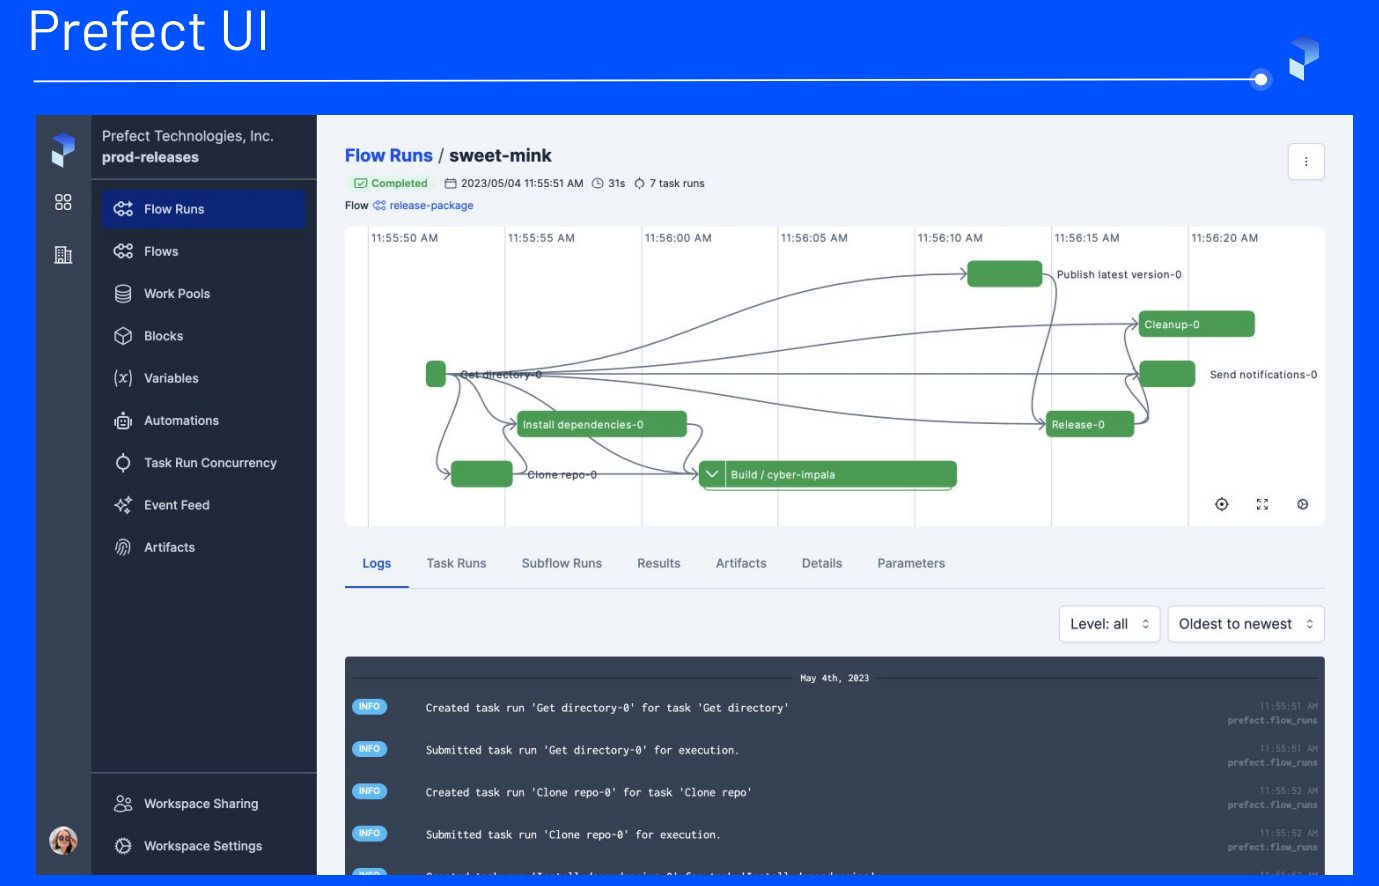 Prefect UI
Prefect Technologies, Inc.
prod-releases
Flow Runs
Flows
Work Pools
Blocks
(x) Variables
Automations
Task Run Concurrency
Event Feed
Artifacts
Workspace Sharing
Workspace Settings
Flow Runs / sweet-mink
Completed 2023/05/04 11:55:51 AM 31s 7 task runs
Flow release-package
11:55:50 AM 11:55:55 AM 11:56:00 AM 11:56:05 AM 11:56:10 AM 11:56:15 AM 11:56:20 AM
Publish latest version-0
Cleanup-0
Get directory-0
Send notifications-0
Install dependencies-0
Release-0
Clone repo-0
Build / cyber-impala
Logs Task Runs Subflow Runs Results Artifacts Details Parameters
Level: all Oldest to newest
May 4th, 2023
INFO Created task run 'Get directory-0' for task 'Get directory' 11:55:51 AM
prefect.flow_runs
INFO Submitted task run 'Get directory-0' for execution. 11:55:51 AM
prefect.flow_runs
INFO Created task run 'Clone repo-0' for task 'Clone repo' 11:55:52 AM
prefect.flow_runs
INFO Submitted task run 'Clone repo-0' for execution. 11:55:52 AM
prefect.flow_runs